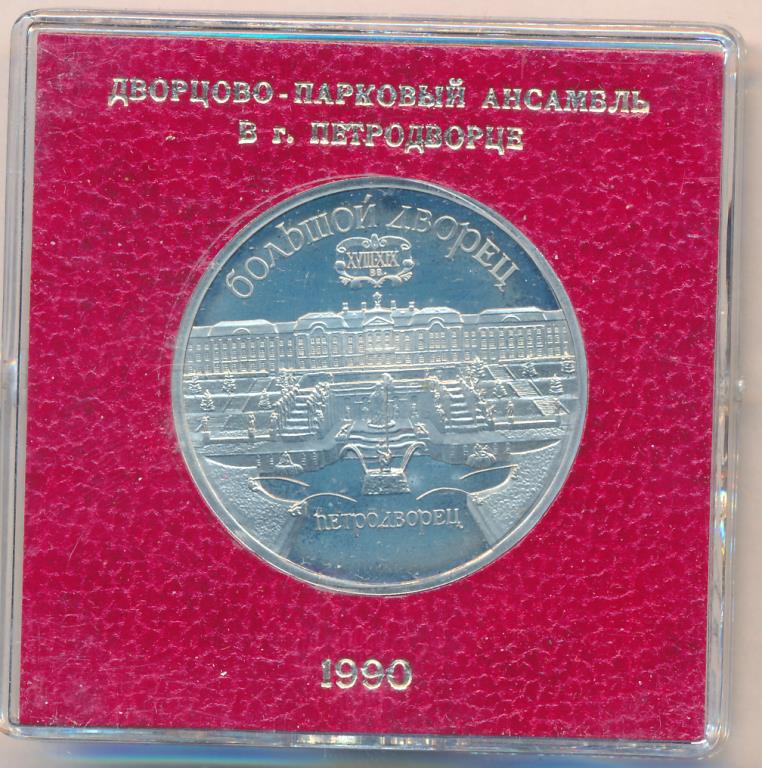 ДВОРЦОВО-ПАРКОВЫЙ АНСАМБЛЬ
В г. ПЕТРОДВОРЦЕ
БОЛЬШОЙ ДВОРЕЦ
XVIII-XIX
ВВ.
ПЕТРОДВОРЕЦ
1990